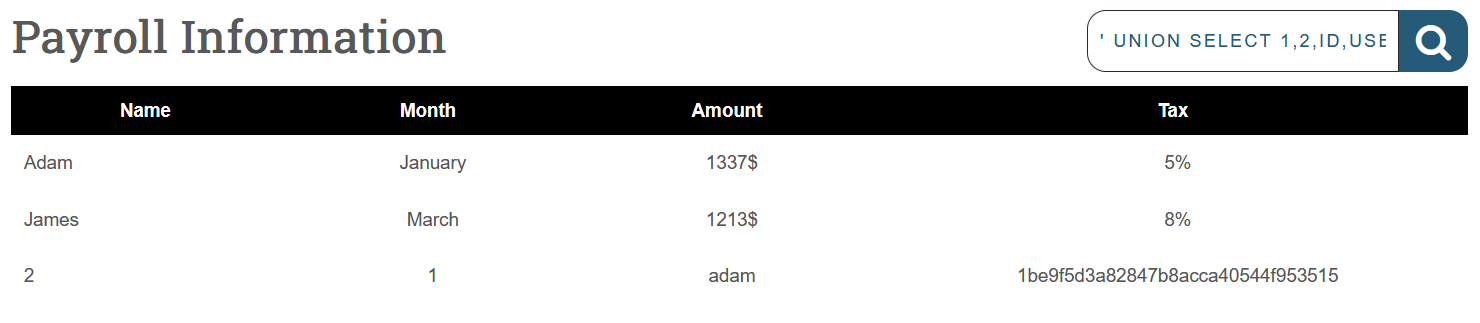 Payroll Information
' UNION SELECT 1,2,ID,USE
Name Month Amount Tax
Adam January 1337$ 5%
James March 1213$ 8%
2 1 adam 1be9f5d3a82847b8acca40544f953515